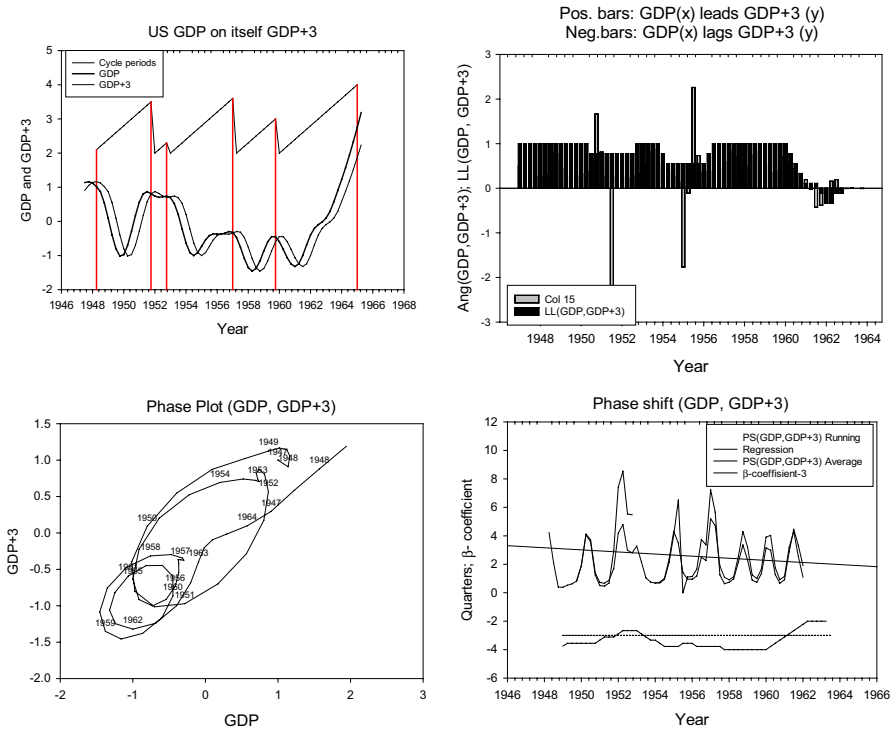 US GDP on itself GDP+3
5
4
3
2
1
0
-1
-2
GDP and GDP+3
Cycle periods
GDP
GDP+3
1946 1948 1950 1952 1954 1956 1958 1960 1962 1964 1966 1968
Year
Pos. bars: GDP(x) leads GDP+3 (y)
Neg.bars: GDP(x) lags GDP+3 (y)
3
2
1
0
-1
-2
-3
Ang(GDP,GDP+3); LL(GDP, GDP+3)
Col 15
LL(GDP,GDP+3)
1948 1950 1952 1954 1956 1958 1960 1962 1964
Year
Phase Plot (GDP, GDP+3)
1.5
1.0
0.5
0.0
-0.5
-1.0
-1.5
-2.0
GDP+3
1949
1948
1948
1953
1954
1952
1947
1964
1950
1958
1957
1963
1956
1960
1951
1962
1959
-2 -1 0 1 2 3
GDP
Phase shift (GDP, GDP+3)
12
10
8
6
4
2
0
-2
-4
-6
Quarters; β- coefficient
PS(GDP,GDP+3) Running
Regression
PS(GDP,GDP+3) Average
β-coeffisient-3
1946 1948 1950 1952 1954 1956 1958 1960 1962 1964 1966
Year